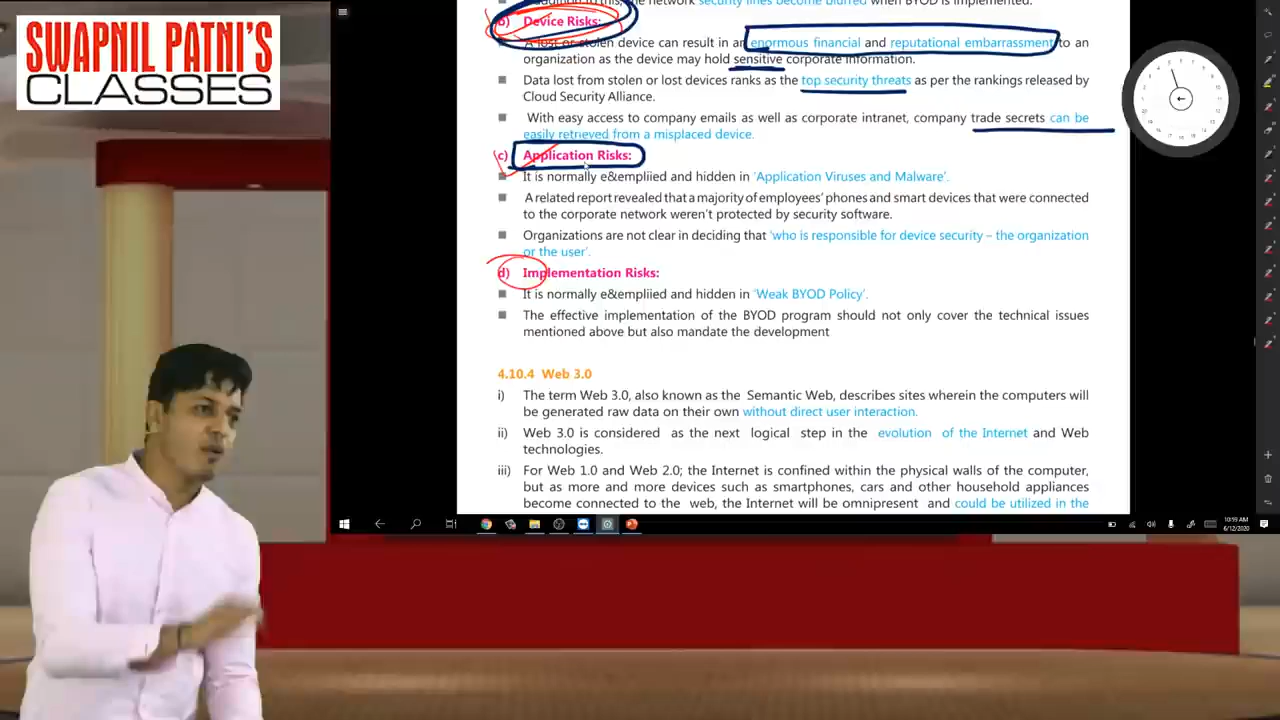 SWAPNIL PATNI'S
CLASSES
addition to this, the network security lines become blurred when BYOD is implemented.
b) Device Risks:
A lost or stolen device can result in an enormous financial and reputational embarrassment to an
organization as the device may hold sensitive corporate information.
Data lost from stolen or lost devices ranks as the top security threats as per the rankings released by
Cloud Security Alliance.
With easy access to company emails as well as corporate intranet, company trade secrets can be
easily retrieved from a misplaced device.
c) Application Risks:
It is normally e&empliied and hidden in 'Application Viruses and Malware'.
A related report revealed that a majority of employees' phones and smart devices that were connected
to the corporate network weren't protected by security software.
Organizations are not clear in deciding that 'who is responsible for device security – the organization
or the user'.
d) Implementation Risks:
It is normally e&empliied and hidden in 'Weak BYOD Policy'.
The effective implementation of the BYOD program should not only cover the technical issues
mentioned above but also mandate the development
4.10.4 Web 3.0
i) The term Web 3.0, also known as the Semantic Web, describes sites wherein the computers will
be generated raw data on their own without direct user interaction.
ii) Web 3.0 is considered as the next logical step in the evolution of the Internet and Web
technologies.
iii) For Web 1.0 and Web 2.0; the Internet is confined within the physical walls of the computer,
but as more and more devices such as smartphones, cars and other household appliances
become connected to the web, the Internet will be omnipresent and could be utilized in the
10:59 AM
6/12/2020